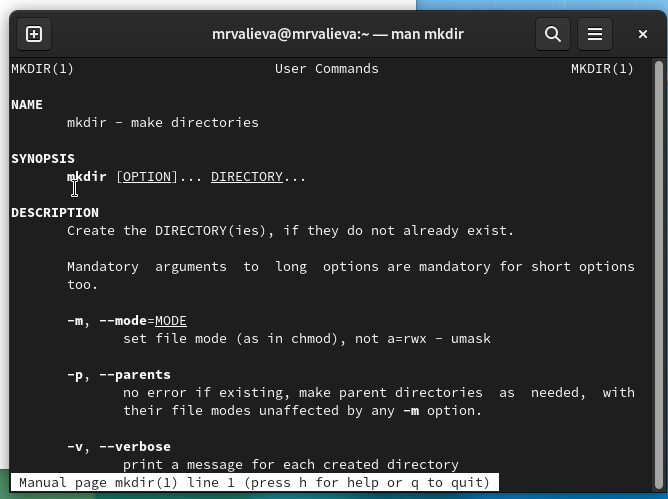 mrvalieva@mrvalieva:~ — man mkdir
MKDIR(1) User Commands MKDIR(1)
NAME
mkdir - make directories
SYNOPSIS
mkdir [OPTION]... DIRECTORY...
DESCRIPTION
Create the DIRECTORY(ies), if they do not already exist.
Mandatory arguments to long options are mandatory for short options
too.
-m, --mode=MODE
set file mode (as in chmod), not a=rwx - umask
-p, --parents
no error if existing, make parent directories as needed, with
their file modes unaffected by any -m option.
-v, --verbose
print a message for each created directory
Manual page mkdir(1) line 1 (press h for help or q to quit)